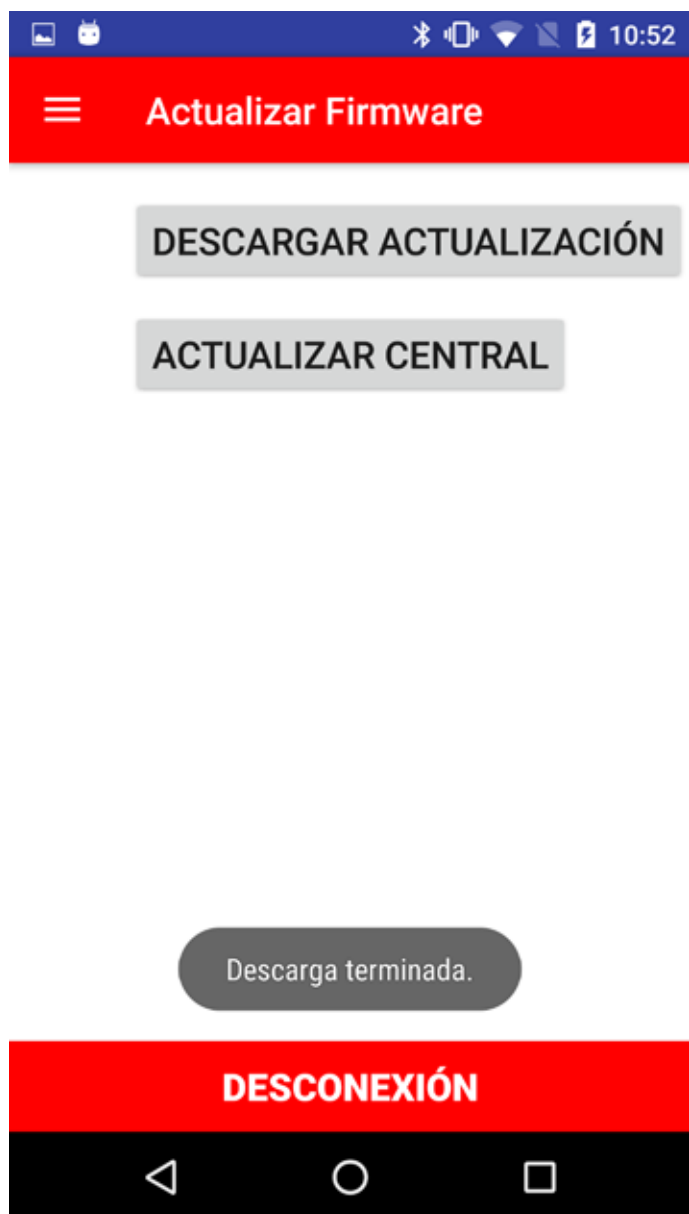 10:52
Actualizar Firmware
DESCARGAR ACTUALIZACIÓN
ACTUALIZAR CENTRAL
Descarga terminada.
DESCONEXIÓN